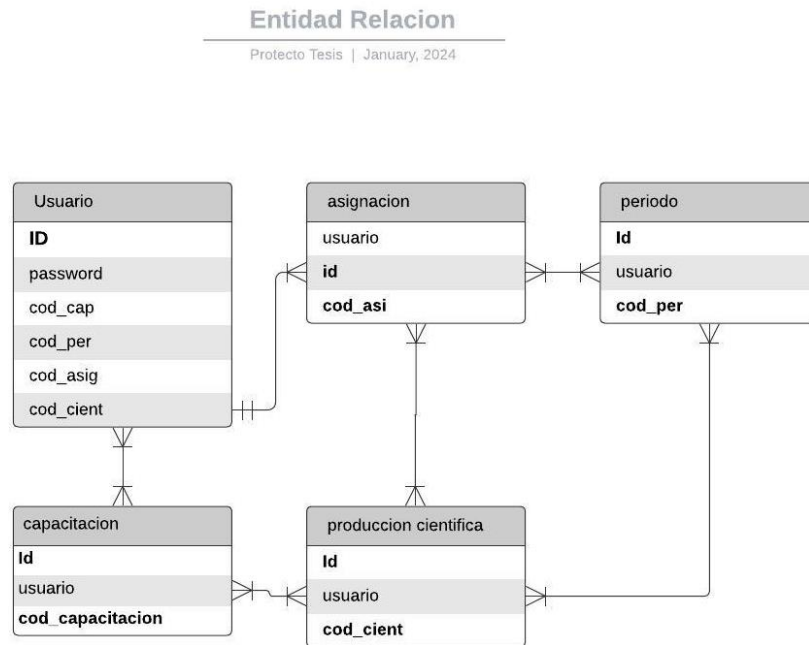 Entidad Relacion
Protecto Tesis | January, 2024
Usuario
ID
password
cod_cap
cod_per
cod_asig
cod_cient
asignacion
usuario
id
cod_asi
periodo
Id
usuario
cod_per
capacitacion
Id
usuario
cod_capacitacion
produccion cientifica
Id
usuario
cod_cient